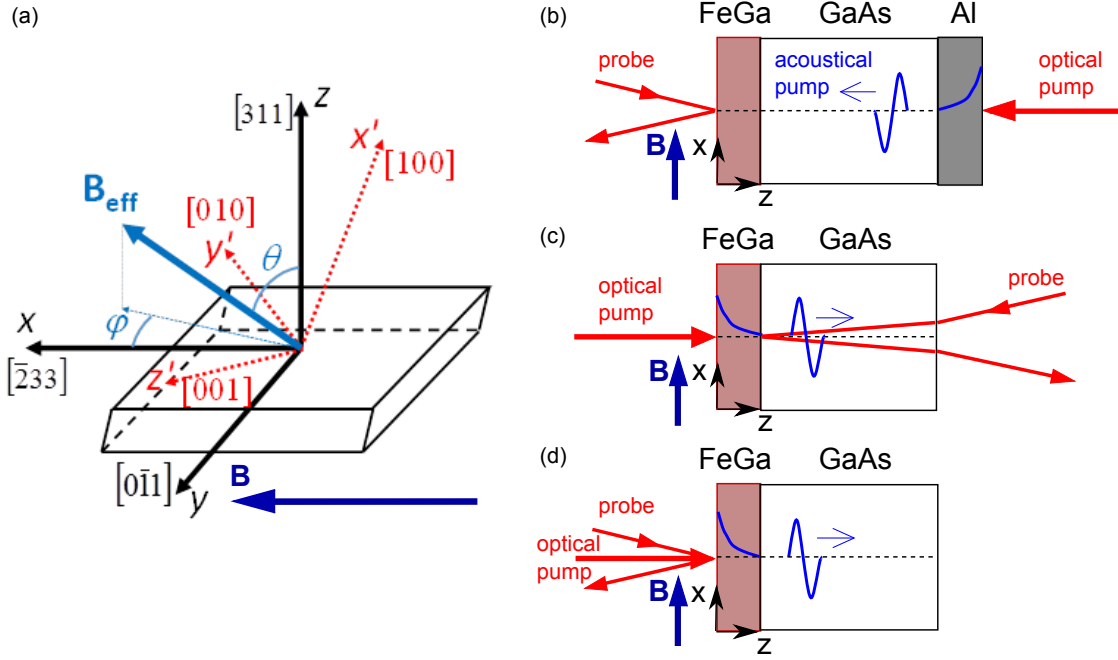 (a)
[311]
z
x'
[100]
B_eff
[010]
y'
θ
φ
x
[2̄33]
z'
[001]
[01̄1]
y
B
(b)
FeGa GaAs Al
probe
acoustical
pump
optical
pump
B
x
z
(c)
FeGa GaAs
optical
pump
probe
B
x
z
(d)
FeGa GaAs
probe
optical
pump
B
x
z